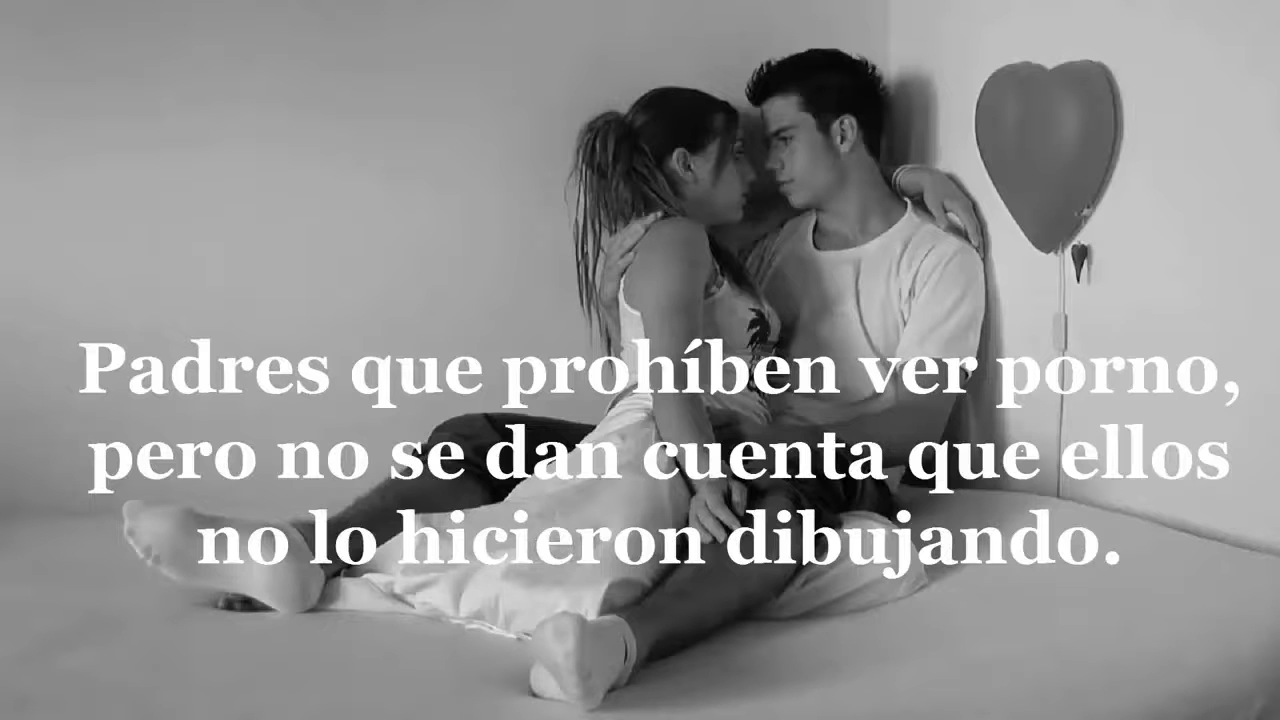 Padres que prohíben ver porno,
pero no se dan cuenta que ellos
no lo hicieron dibujando.